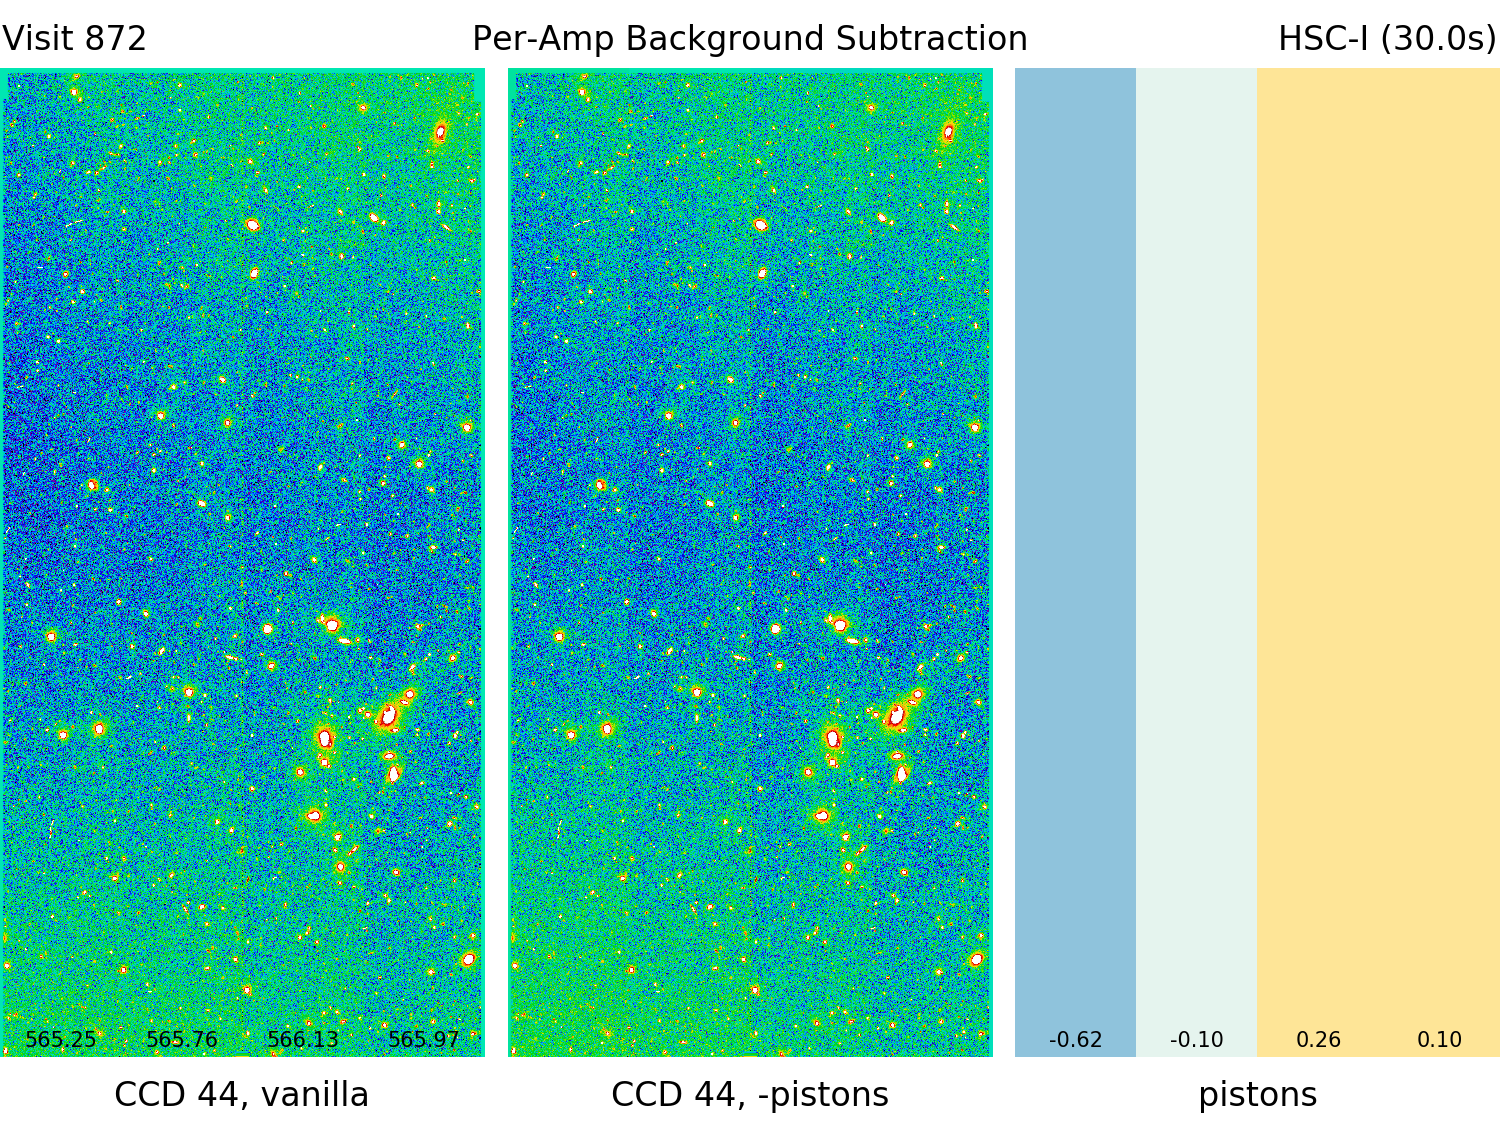 Visit 872 Per-Amp Background Subtraction HSC-I (30.0s)
565.25 565.76 566.13 565.97 -0.62 -0.10 0.26 0.10
CCD 44, vanilla CCD 44, -pistons pistons